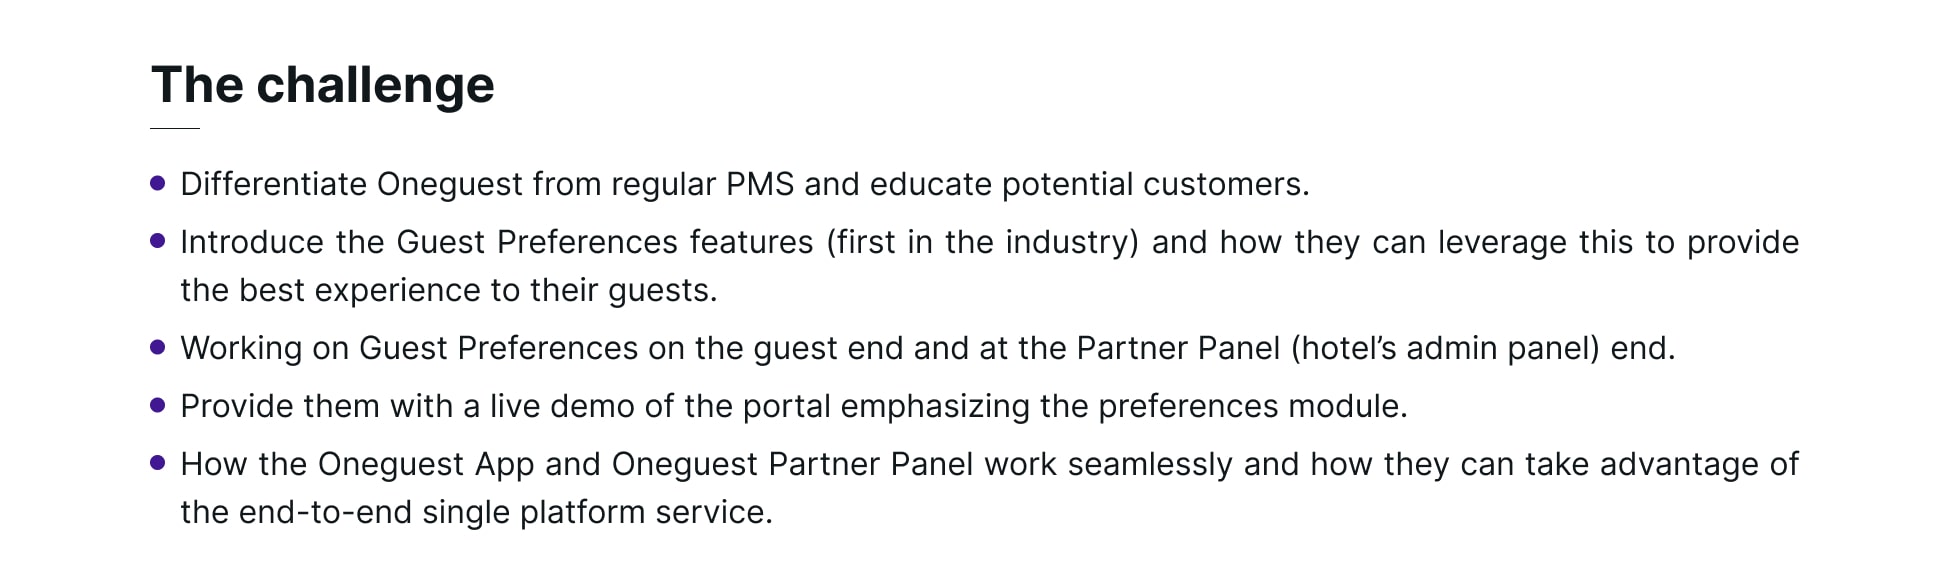 The challenge
• Differentiate Oneguest from regular PMS and educate potential customers.
• Introduce the Guest Preferences features (first in the industry) and how they can leverage this to provide
the best experience to their guests.
• Working on Guest Preferences on the guest end and at the Partner Panel (hotel’s admin panel) end.
• Provide them with a live demo of the portal emphasizing the preferences module.
• How the Oneguest App and Oneguest Partner Panel work seamlessly and how they can take advantage of
the end-to-end single platform service.